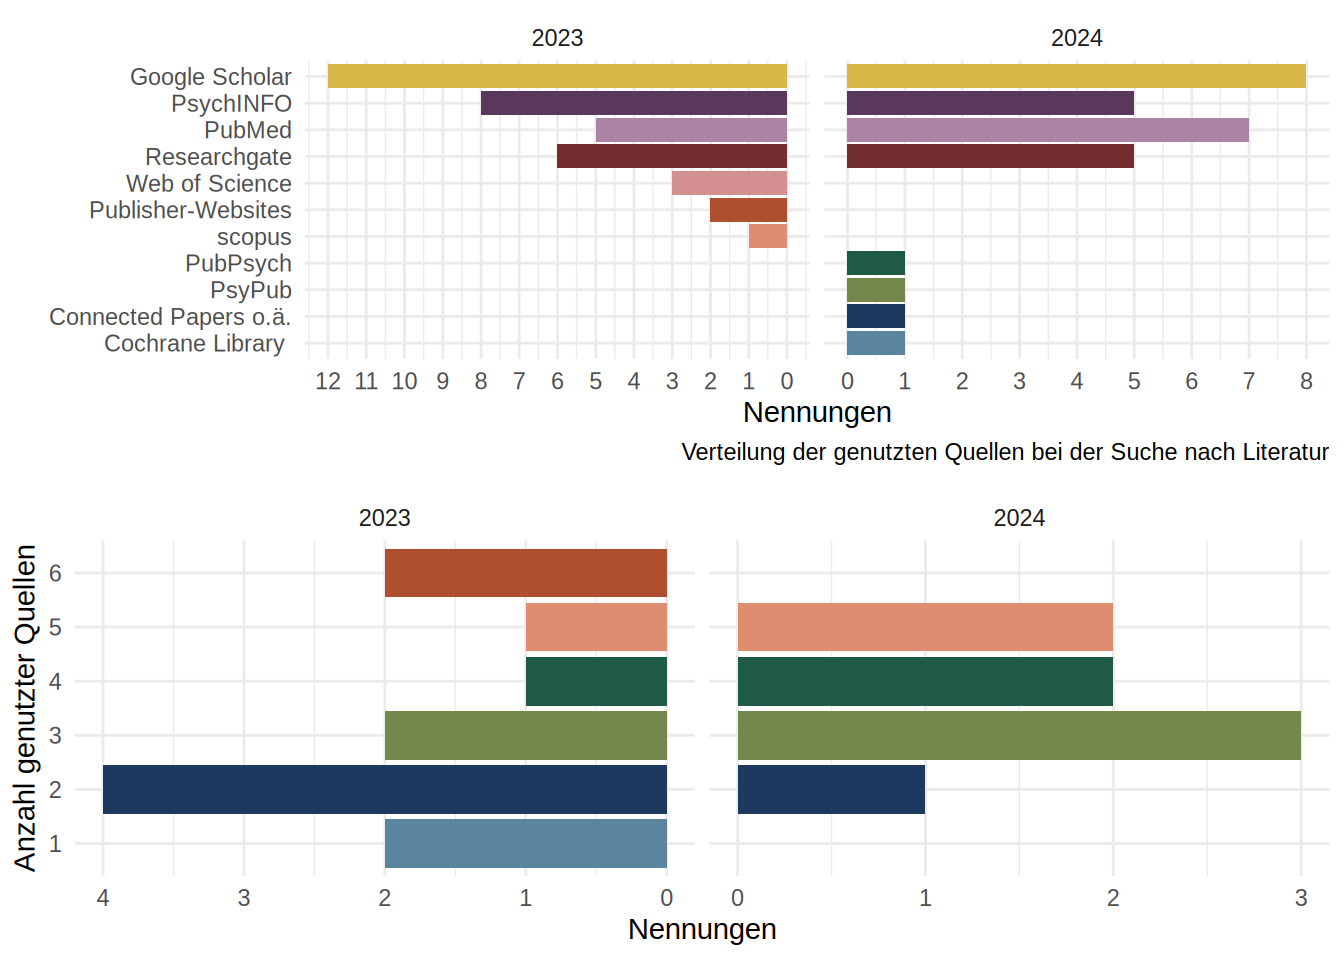 2023 2024
Google Scholar
PsychINFO
PubMed
Researchgate
Web of Science
Publisher-Websites
scopus
PubPsych
PsyPub
Connected Papers o.ä.
Cochrane Library
12 11 10 9 8 7 6 5 4 3 2 1 0 0 1 2 3 4 5 6 7 8
Nennungen
Verteilung der genutzten Quellen bei der Suche nach Literatur
2023 2024
Anzahl genutzter Quellen
6
5
4
3
2
1
4 3 2 1 0 0 1 2 3
Nennungen